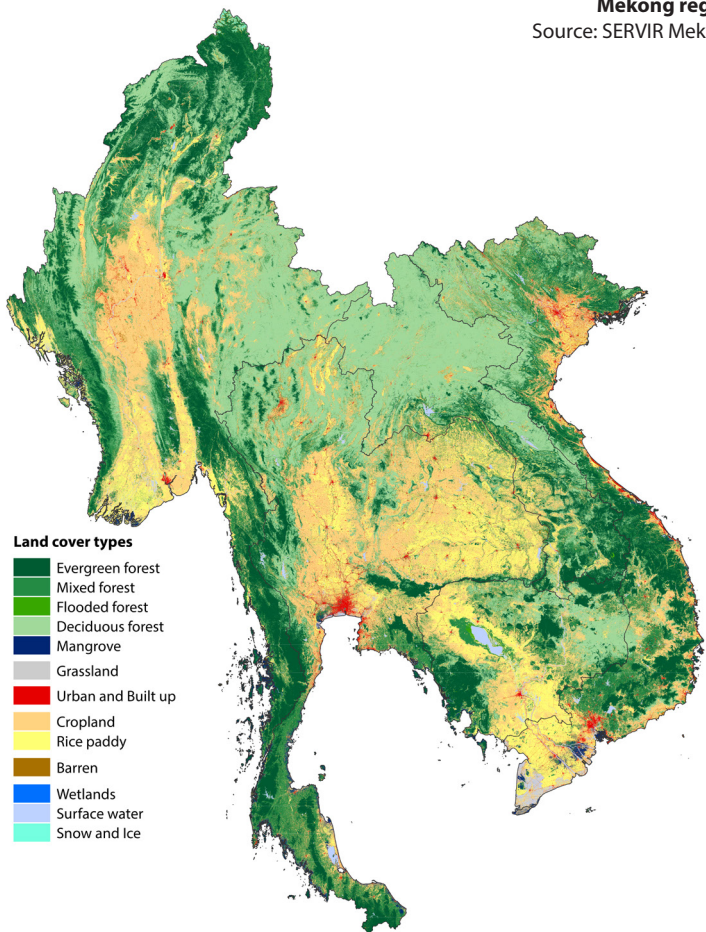 Mekong reg
Source: SERVIR Mek
Land cover types
Evergreen forest
Mixed forest
Flooded forest
Deciduous forest
Mangrove
Grassland
Urban and Built up
Cropland
Rice paddy
Barren
Wetlands
Surface water
Snow and Ice